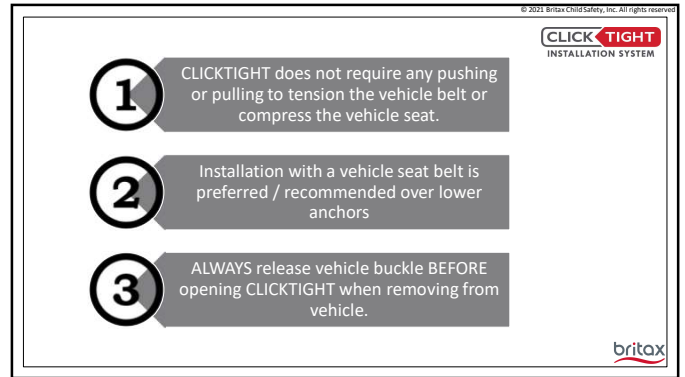 © 2021 Britax Child Safety, Inc. All rights reserved
CLICK TIGHT
INSTALLATION SYSTEM
1
CLICKTIGHT does not require any pushing
or pulling to tension the vehicle belt or
compress the vehicle seat.
2
Installation with a vehicle seat belt is
preferred / recommended over lower
anchors
3
ALWAYS release vehicle buckle BEFORE
opening CLICKTIGHT when removing from
vehicle.
britax